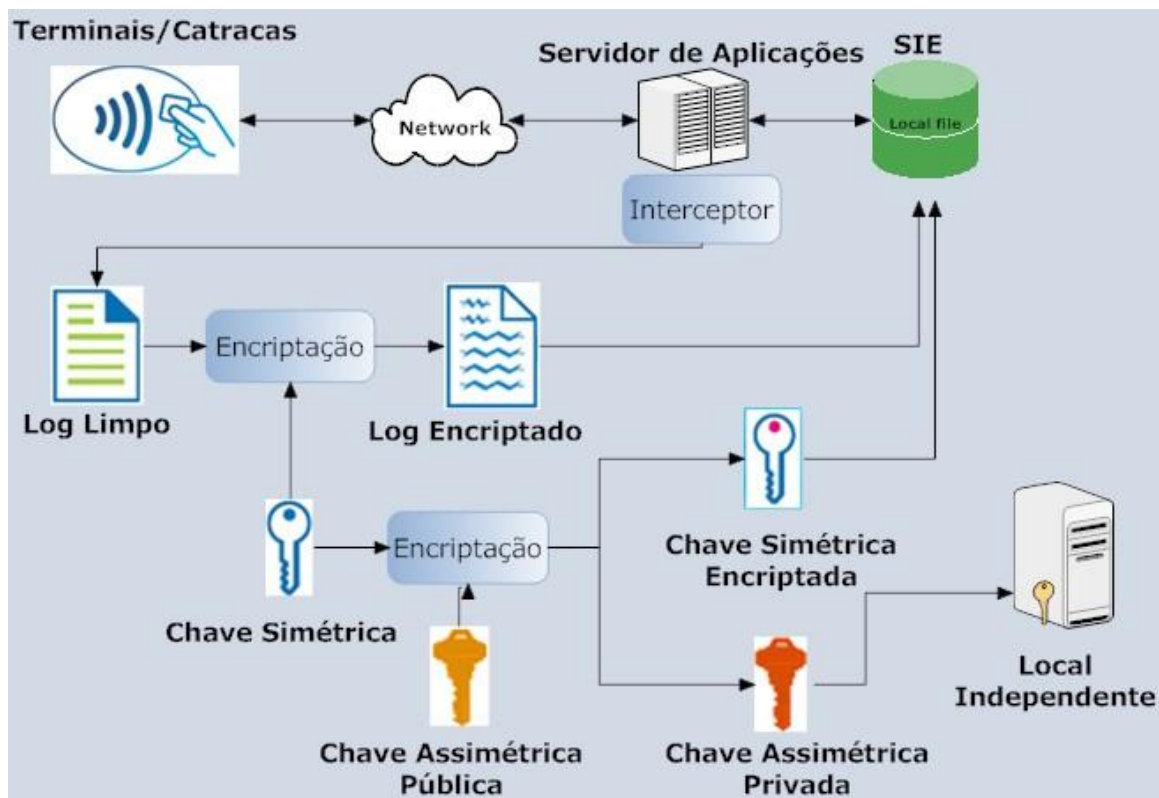 Terminais/Catracas
Servidor de Aplicações
SIE
Network
Local file
Interceptor
Encriptação
Log Limpo
Log Encriptado
Encriptação
Chave Simétrica
Encriptada
Chave Simétrica
Local
Independente
Chave Assimétrica
Pública
Chave Assimétrica
Privada